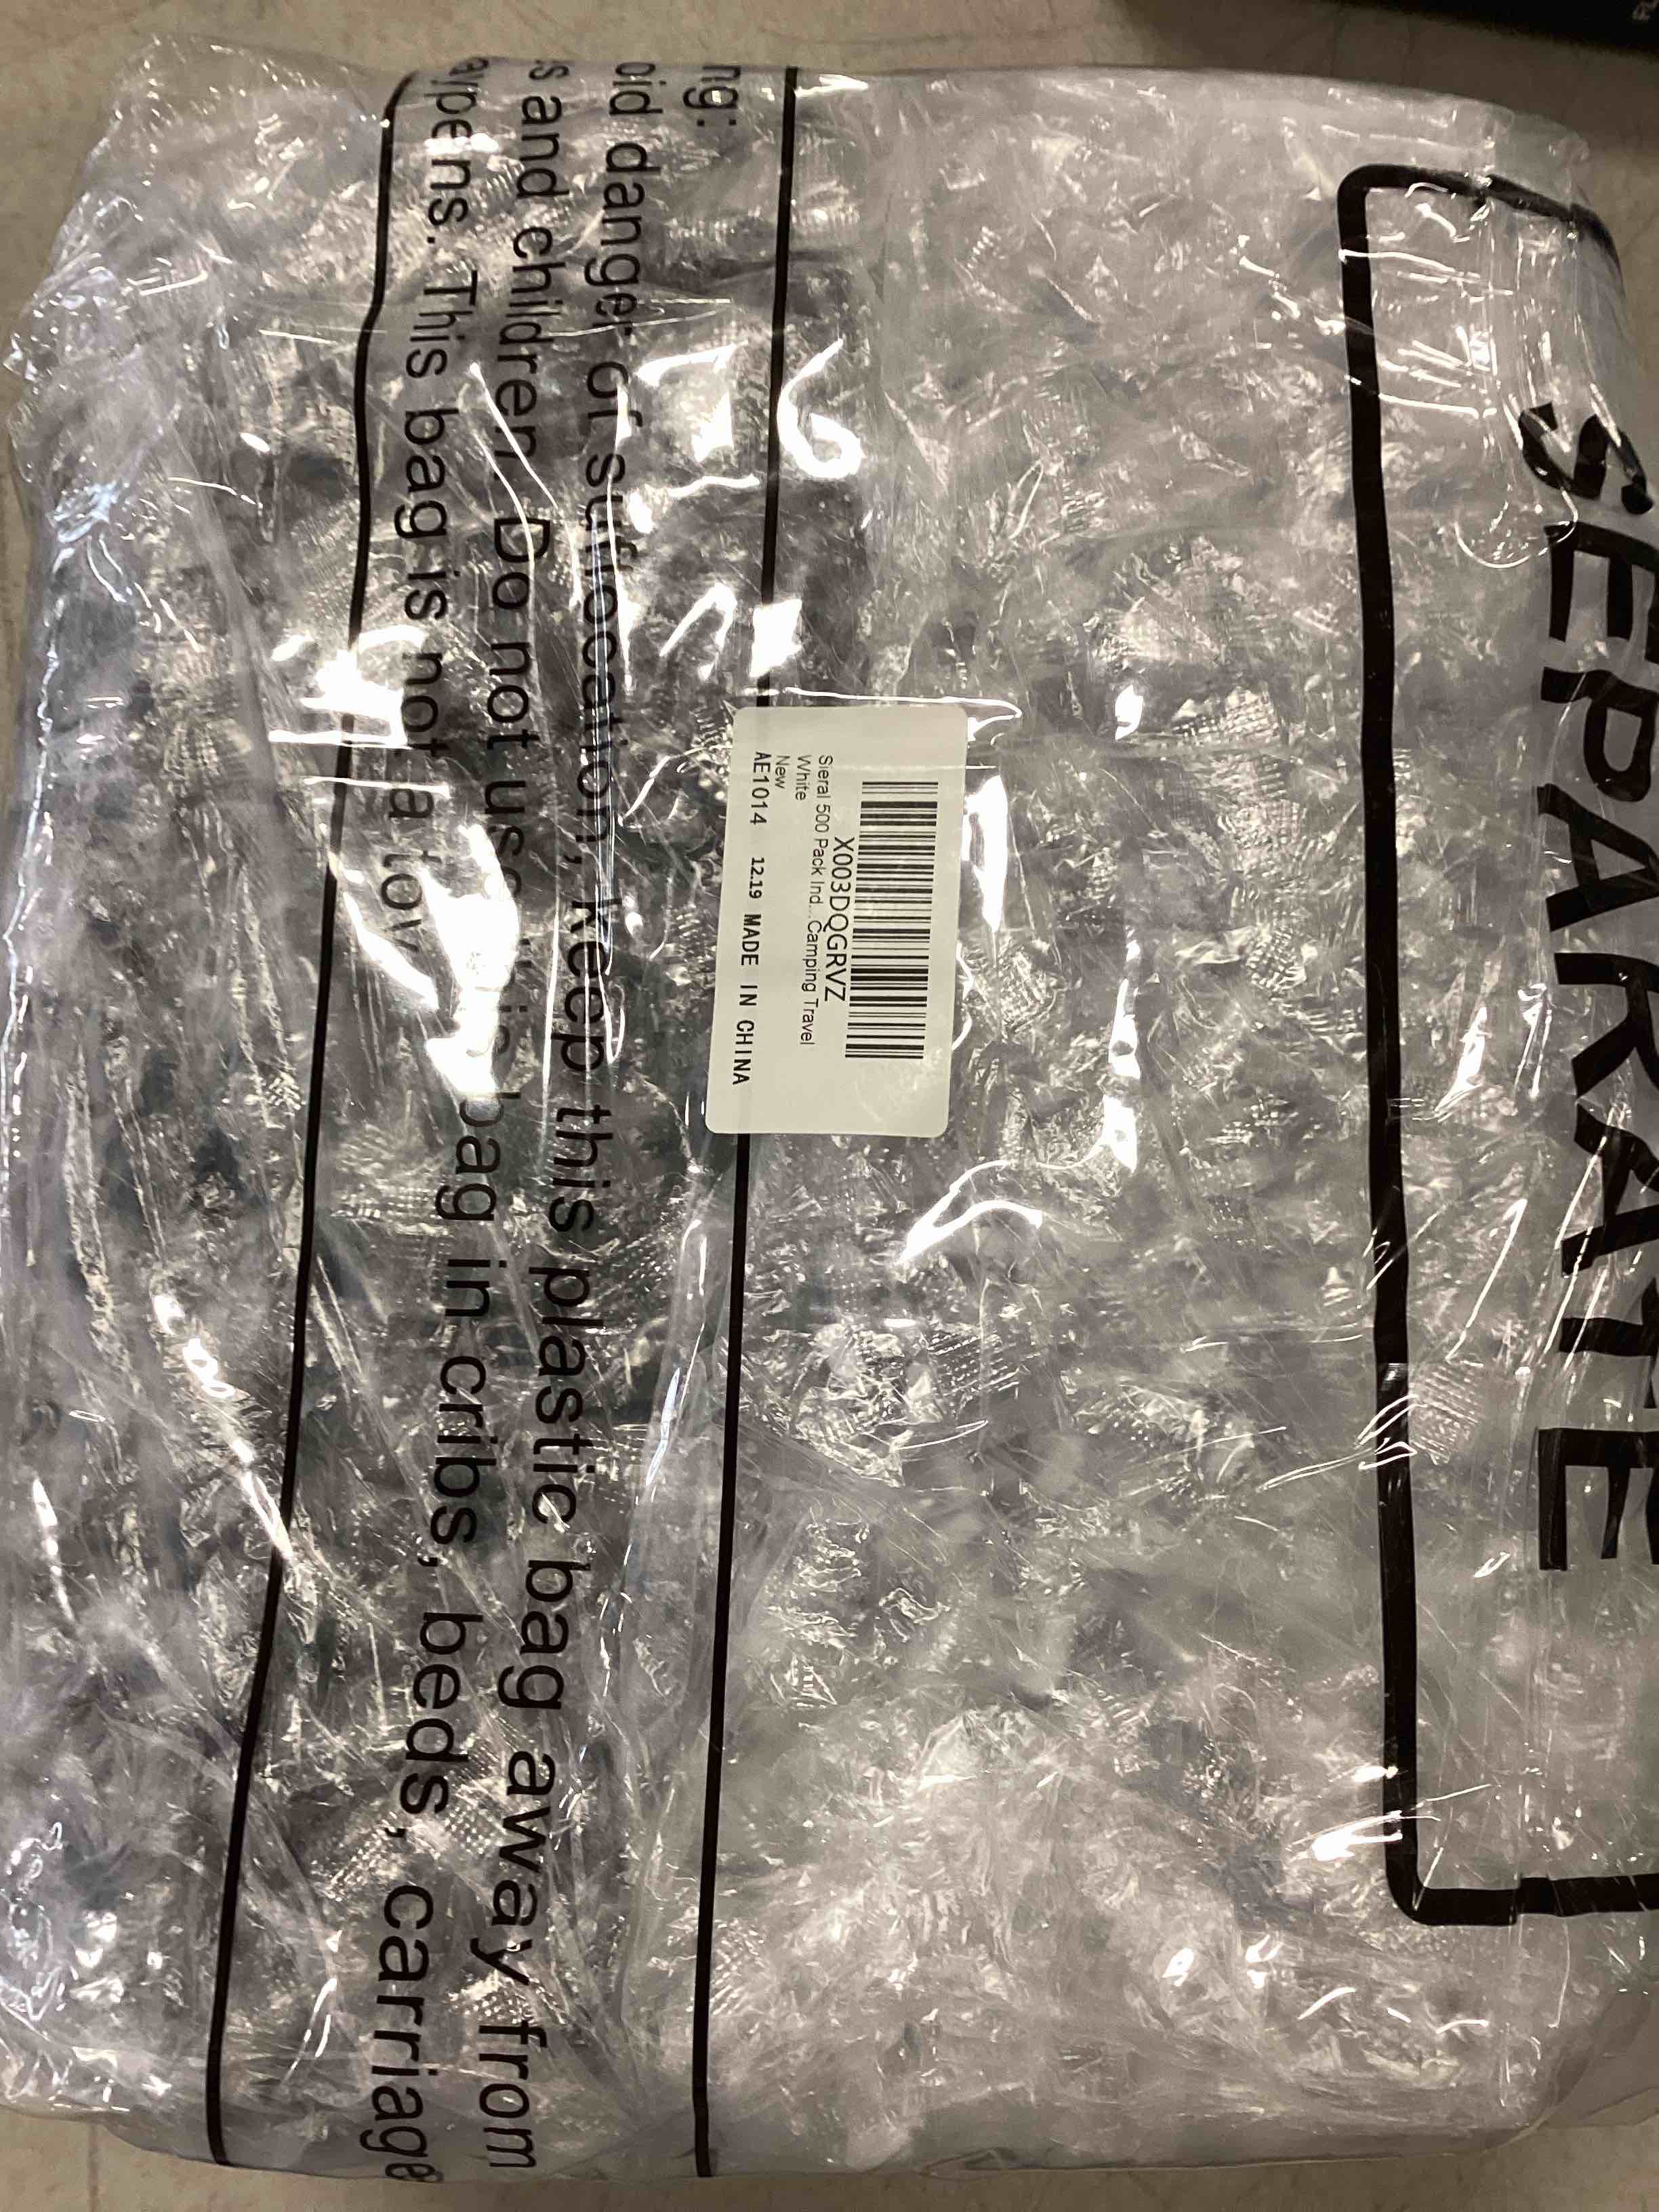 SEPARATE
X003DQGRVZ
Sieral 500 Pack Ind...Camping Travel
White
New
AE1014 12.19 MADE IN CHINA
ng:
oid danger of suffocation, keep this plastic bag away from
s and children. Do not use bag in cribs, beds, carriage
aypens. This bag is not a toy